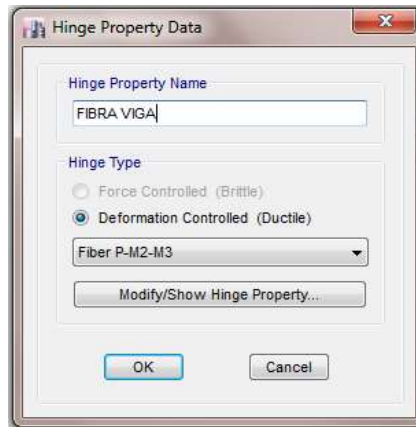 Hinge Property Data
Hinge Property Name
FIBRA VIGA
Hinge Type
Force Controlled (Brittle)
Deformation Controlled (Ductile)
Fiber P-M2-M3
Modify/Show Hinge Property...
OK Cancel